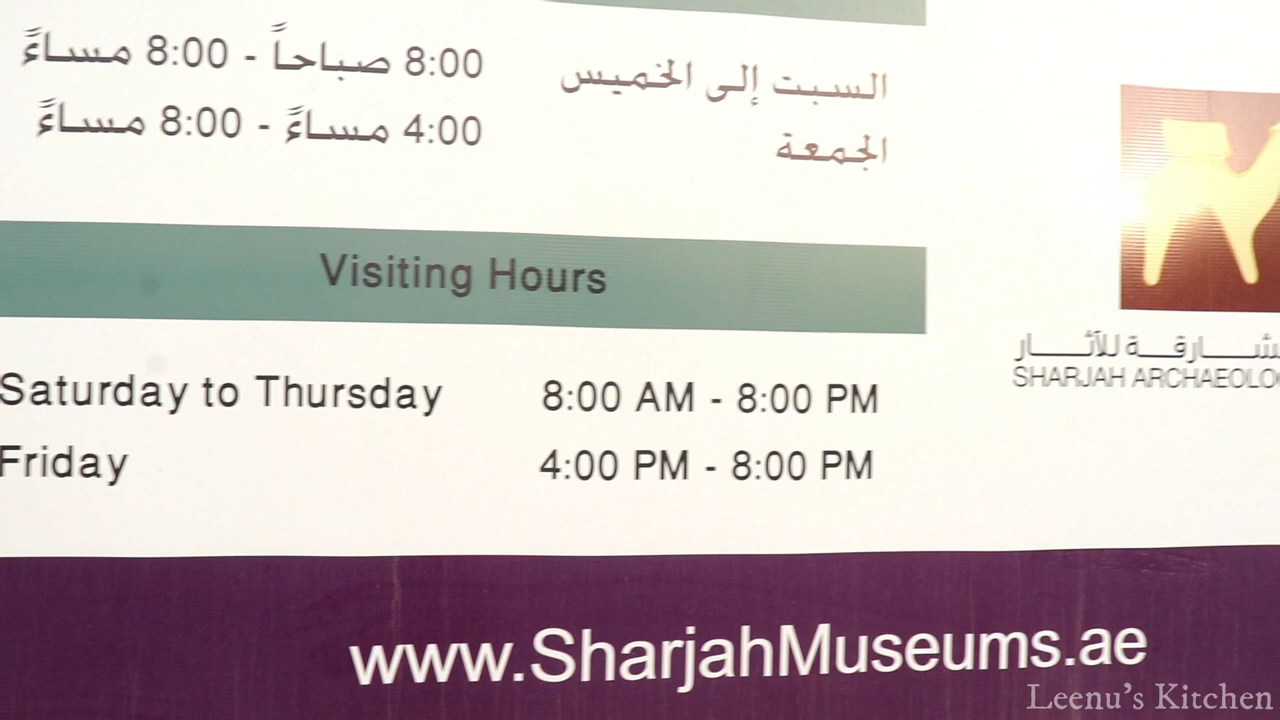 السبت إلى الخميس 8:00 صباحاً - 8:00 مساءً
الجمعة 4:00 مساءً - 8:00 مساءً
Visiting Hours
Saturday to Thursday 8:00 AM - 8:00 PM
Friday 4:00 PM - 8:00 PM
للآثار
SHARJAH
www.SharjahMuseums.ae
Leenu's Kitchen